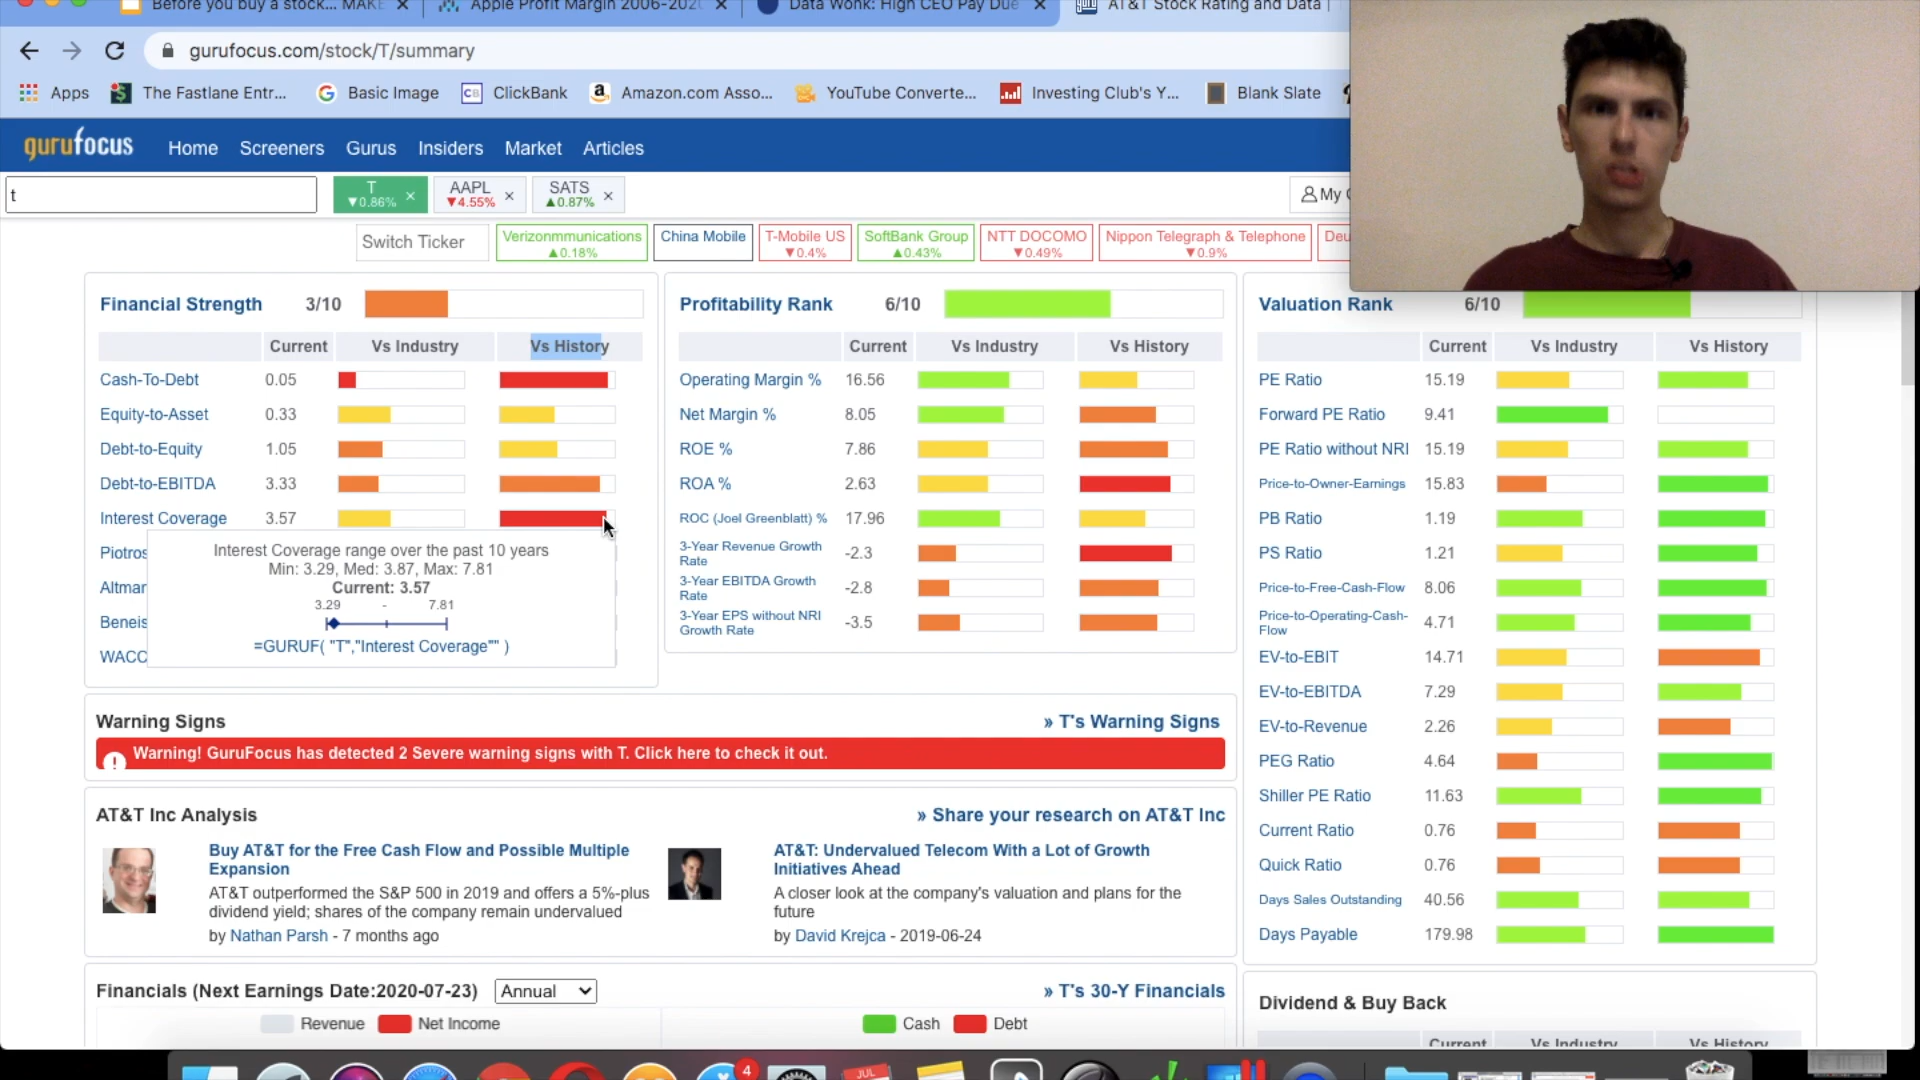 Before you buy a stock... MAKE
Apple Profit Margin 2006-202
Data Wonk: High CEO Pay Due
AT&T Stock Rating and Data |
gurufocus.com/stock/T/summary
Apps
The Fastlane Entr...
Basic Image
ClickBank
Amazon.com Asso...
YouTube Converte...
Investing Club's Y...
Blank Slate
gurufocus
Home
Screeners
Gurus
Insiders
Market
Articles
t
T
▼0.86%
×
AAPL
▼4.55%
×
SATS
▲0.87%
×
My
Switch Ticker
Verizonmmunications
▲0.18%
China Mobile
T-Mobile US
▼0.4%
SoftBank Group
▲0.43%
NTT DOCOMO
▼0.49%
Nippon Telegraph & Telephone
▼0.9%
Deu
Financial Strength 3/10
Current Vs Industry Vs History
Cash-To-Debt 0.05
Equity-to-Asset 0.33
Debt-to-Equity 1.05
Debt-to-EBITDA 3.33
Interest Coverage 3.57
Piotros
Altmar
Beneis
WACC
Interest Coverage range over the past 10 years
Min: 3.29, Med: 3.87, Max: 7.81
Current: 3.57
3.29 - 7.81
=GURUF( "T","Interest Coverage"" )
Profitability Rank 6/10
Current Vs Industry Vs History
Operating Margin % 16.56
Net Margin % 8.05
ROE % 7.86
ROA % 2.63
ROC (Joel Greenblatt) % 17.96
3-Year Revenue Growth
Rate -2.3
3-Year EBITDA Growth
Rate -2.8
3-Year EPS without NRI
Growth Rate -3.5
Valuation Rank 6/10
Current Vs Industry Vs History
PE Ratio 15.19
Forward PE Ratio 9.41
PE Ratio without NRI 15.19
Price-to-Owner-Earnings 15.83
PB Ratio 1.19
PS Ratio 1.21
Price-to-Free-Cash-Flow 8.06
Price-to-Operating-Cash-
Flow 4.71
EV-to-EBIT 14.71
EV-to-EBITDA 7.29
EV-to-Revenue 2.26
PEG Ratio 4.64
Shiller PE Ratio 11.63
Current Ratio 0.76
Quick Ratio 0.76
Days Sales Outstanding 40.56
Days Payable 179.98
Warning Signs
» T's Warning Signs
Warning! GuruFocus has detected 2 Severe warning signs with T. Click here to check it out.
AT&T Inc Analysis
» Share your research on AT&T Inc
Buy AT&T for the Free Cash Flow and Possible Multiple
Expansion
AT&T outperformed the S&P 500 in 2019 and offers a 5%-plus
dividend yield; shares of the company remain undervalued
by Nathan Parsh - 7 months ago
AT&T: Undervalued Telecom With a Lot of Growth
Initiatives Ahead
A closer look at the company's valuation and plans for the
future
by David Krejca - 2019-06-24
Financials (Next Earnings Date:2020-07-23)
Annual
» T's 30-Y Financials
Revenue Net Income
Cash Debt
Dividend & Buy Back
Current Vs Industry Vs History
4
JUL